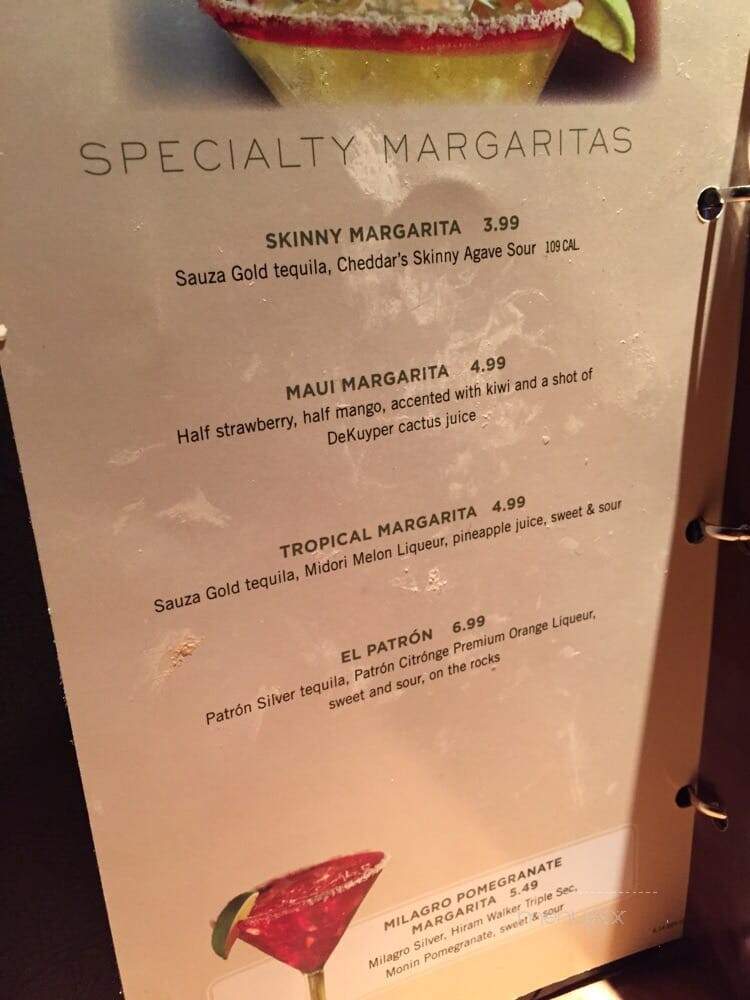 SPECIALTY MARGARITAS
SKINNY MARGARITA 3.99
Sauza Gold tequila, Cheddar's Skinny Agave Sour 109 CAL
MAUI MARGARITA 4.99
Half strawberry, half mango, accented with kiwi and a shot of
DeKuyper cactus juice
TROPICAL MARGARITA 4.99
Sauza Gold tequila, Midori Melon Liqueur, pineapple juice, sweet & sour
EL PATRÓN 6.99
Patrón Silver tequila, Patrón Citrónge Premium Orange Liqueur,
sweet and sour, on the rocks
MILAGRO POMEGRANATE
MARGARITA 5.49
Milagro Silver, Hiram Walker Triple Sec,
Monin Pomegranate, sweet & sour